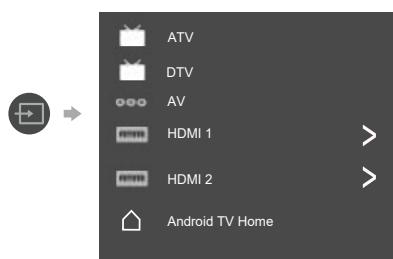 ATV
DTV
AV
HDMI 1
HDMI 2
Android TV Home